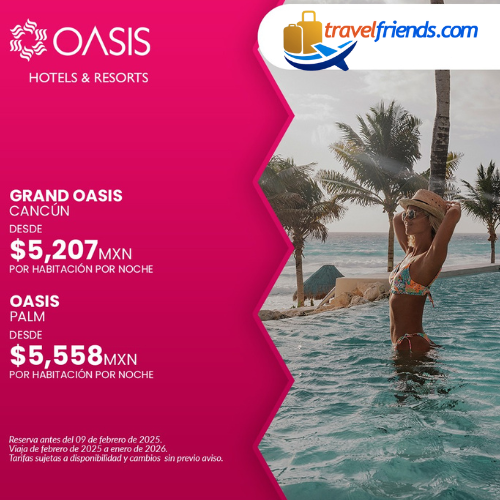 OASIS
HOTELS & RESORTS
travelfriends.com
GRAND OASIS
CANCÚN
DESDE
$5,207MXN
POR HABITACIÓN POR NOCHE
OASIS
PALM
DESDE
$5,558MXN
POR HABITACIÓN POR NOCHE
Reserva antes del 09 de febrero de 2025.
Viaja de febrero de 2025 a enero de 2026.
Tarifas sujetas a disponibilidad y cambios sin previo aviso.